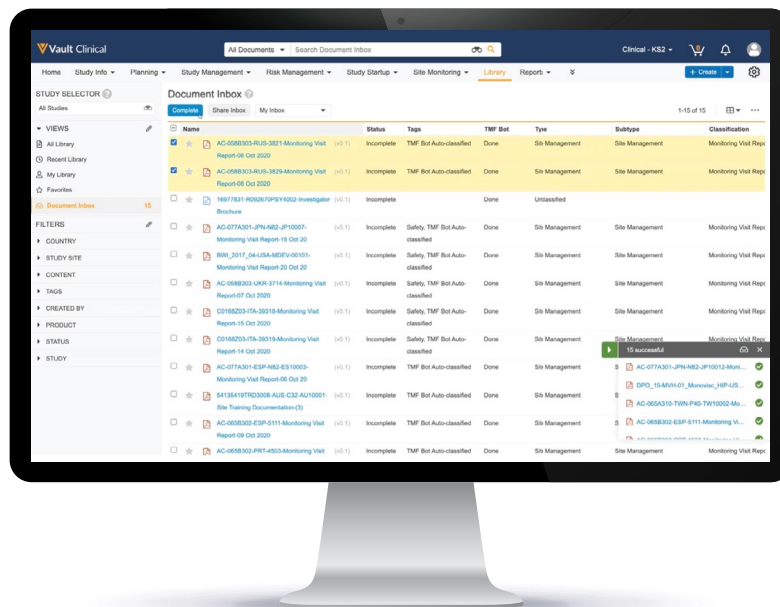 Vault Clinical
All Documents
Search Document Inbox
Clinical - KS2
Home
Study Info
Planning
Study Management
Risk Management
Study Startup
Site Monitoring
Library
Reports
+ Create
STUDY SELECTOR
All Studies
VIEWS
All Library
Recent Library
My Library
Favorites
Document Inbox 15
FILTERS
COUNTRY
STUDY SITE
CONTENT
TAGS
CREATED BY
PRODUCT
STATUS
STUDY
Document Inbox
Complete
Share Inbox
My Inbox
1-15 of 15
Name Status Tags TMF Bot Type Subtype Classification
AC-058B303-RUS-3821-Monitoring Visit (v0.1) Incomplete TMF Bot Auto-classified Done Site Management Site Management Monitoring Visit Repo
Report-06 Oct 2020
AC-058B303-RUS-3829-Monitoring Visit (v0.1) Incomplete TMF Bot Auto-classified Done Site Management Site Management Monitoring Visit Repo
Report-08 Oct 2020
16977831-R092670PSY4002-Investigator (v0.1) Incomplete Done Unclassified
Brochure
AC-077A301-JPN-N82-JP10007- (v0.1) Incomplete Safety, TMF Bot Auto- Done Site Management Site Management Monitoring Visit Repo
Monitoring Visit Report-15 Oct 20 classified
BWI_2017_04-USA-MDEV-00101- (v0.1) Incomplete Safety, TMF Bot Auto- Done Site Management Site Management Monitoring Visit Repo
Monitoring Visit Report-20 Oct 20 classified
AC-058B303-UKR-3714-Monitoring Visit (v0.1) Incomplete Safety, TMF Bot Auto- Done Site Management Site Management Monitoring Visit Repo
Report-07 Oct 2020 classified
C0168Z03-ITA-39318-Monitoring Visit (v0.1) Incomplete Safety, TMF Bot Auto- Done Site Management Site Management Monitoring Visit Repo
Report-15 Oct 2020 classified
C0168Z03-ITA-39319-Monitoring Visit (v0.1) Incomplete Safety, TMF Bot Auto- Done Site Management Site Management Monitoring Visit Repo
Report-14 Oct 2020 classified
AC-077A301-ESP-N82-ES10003- (v0.1) Incomplete TMF Bot Auto-classified Done Site Management S
Monitoring Visit Report-06 Oct 20
54135419TRD3008-AUS-C32-AU10001- (v0.1) Incomplete TMF Bot Auto-classified Done Site Management
Site Training Documentation-(3)
AC-065B302-ESP-5111-Monitoring Visit (v0.1) Incomplete TMF Bot Auto-classified Done Site Management
Report-09 Oct 2020
AC-065B302-PRT-4503-Monitoring Visit (v0.1) Incomplete TMF Bot Auto-classified Done Site Management Site Management Monitoring Visit Repo
15 successful
AC-077A301-JPN-N82-JP10012-Moni...
DPO_15-MVH-01_Monovisc_HIP-US...
AC-065A310-TWN-P40-TW10002-Mo...
AC-065B302-ESP-5111-Monitoring Vi...